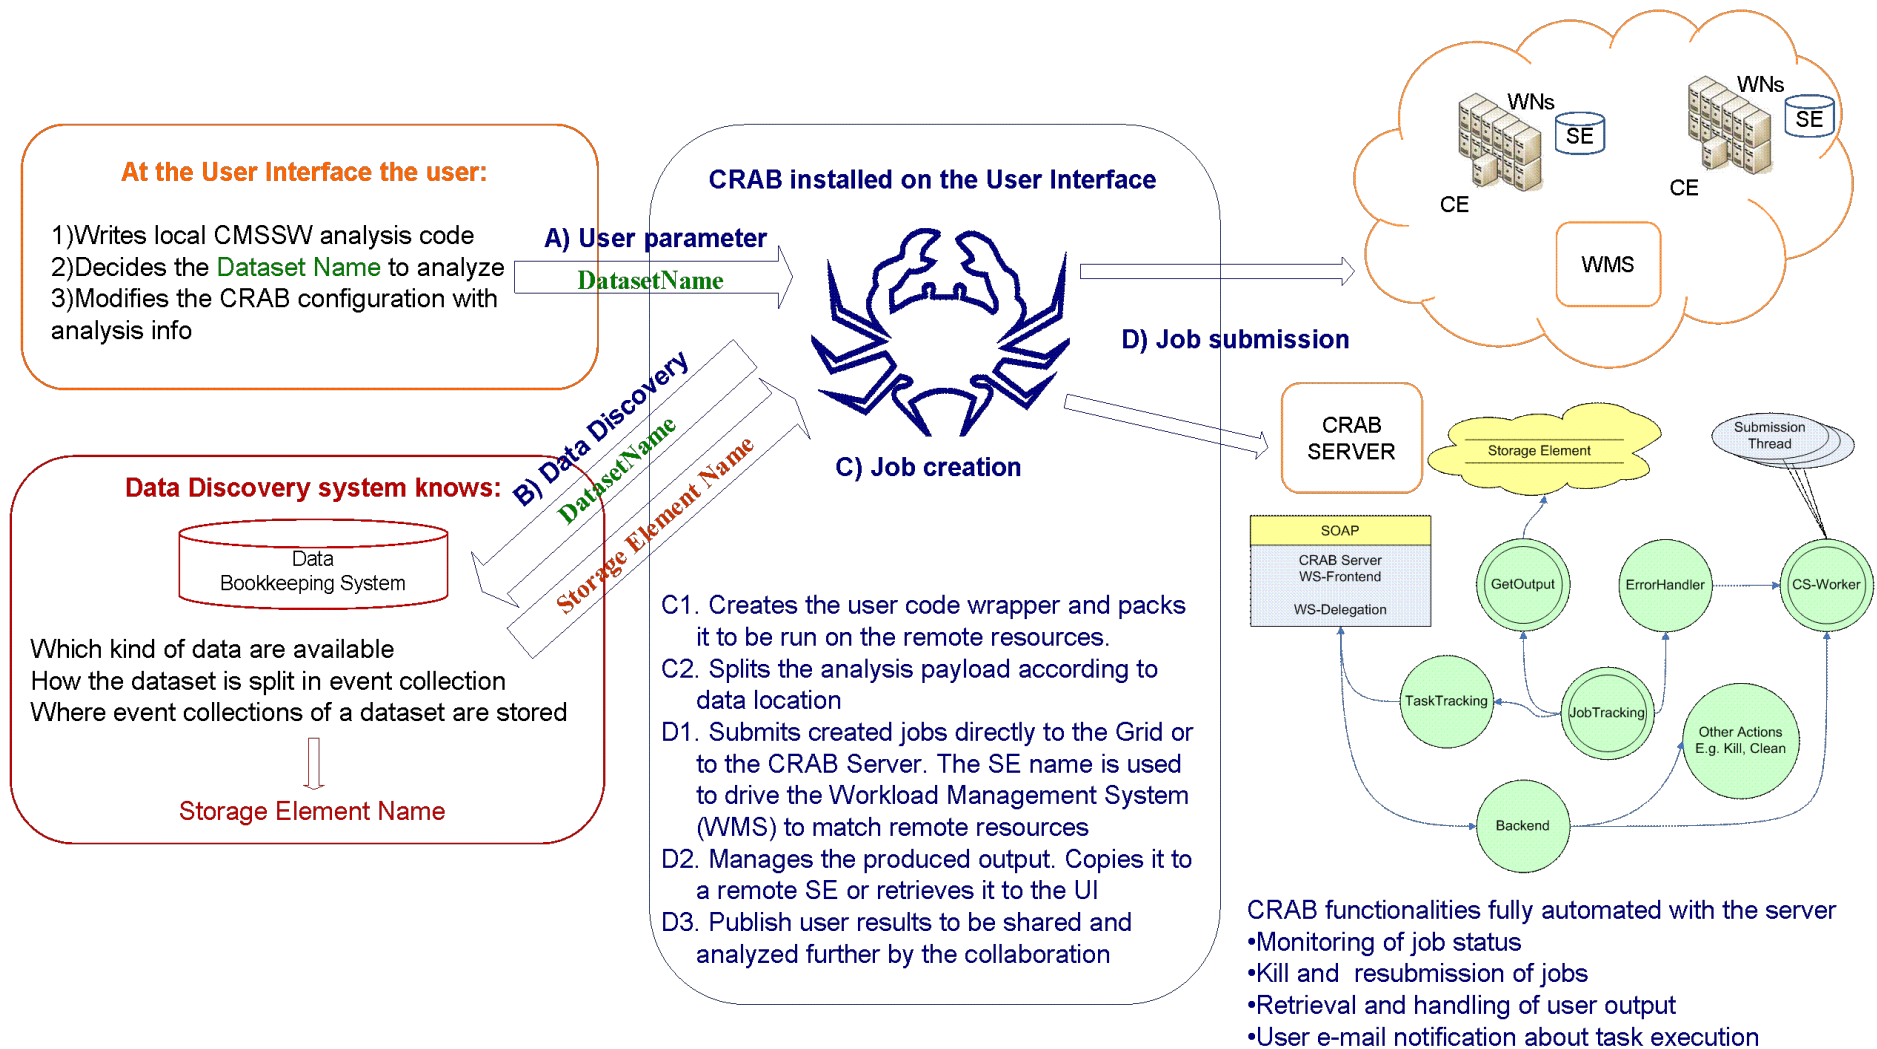 At the User Interface the user:
1)Writes local CMSSW analysis code
2)Decides the Dataset Name to analyze
3)Modifies the CRAB configuration with
analysis info
A) User parameter
DatasetName
CRAB installed on the User Interface
B) Data Discovery
DatasetName
Storage Element Name
C) Job creation
D) Job submission
WNs
SE
CE
WNs
SE
CE
WMS
Data Discovery system knows:
Data
Bookkeeping System
Which kind of data are available
How the dataset is split in event collection
Where event collections of a dataset are stored
Storage Element Name
C1. Creates the user code wrapper and packs
it to be run on the remote resources.
C2. Splits the analysis payload according to
data location
D1. Submits created jobs directly to the Grid or
to the CRAB Server. The SE name is used
to drive the Workload Management System
(WMS) to match remote resources
D2. Manages the produced output. Copies it to
a remote SE or retrieves it to the UI
D3. Publish user results to be shared and
analyzed further by the collaboration
CRAB
SERVER
Storage Element
Submission
Thread
SOAP
CRAB Server
WS-Frontend
WS-Delegation
GetOutput
ErrorHandler
CS-Worker
TaskTracking
JobTracking
Other Actions
E.g. Kill, Clean
Backend
CRAB functionalities fully automated with the server
•Monitoring of job status
•Kill and  resubmission of jobs
•Retrieval and handling of user output
•User e-mail notification about task execution